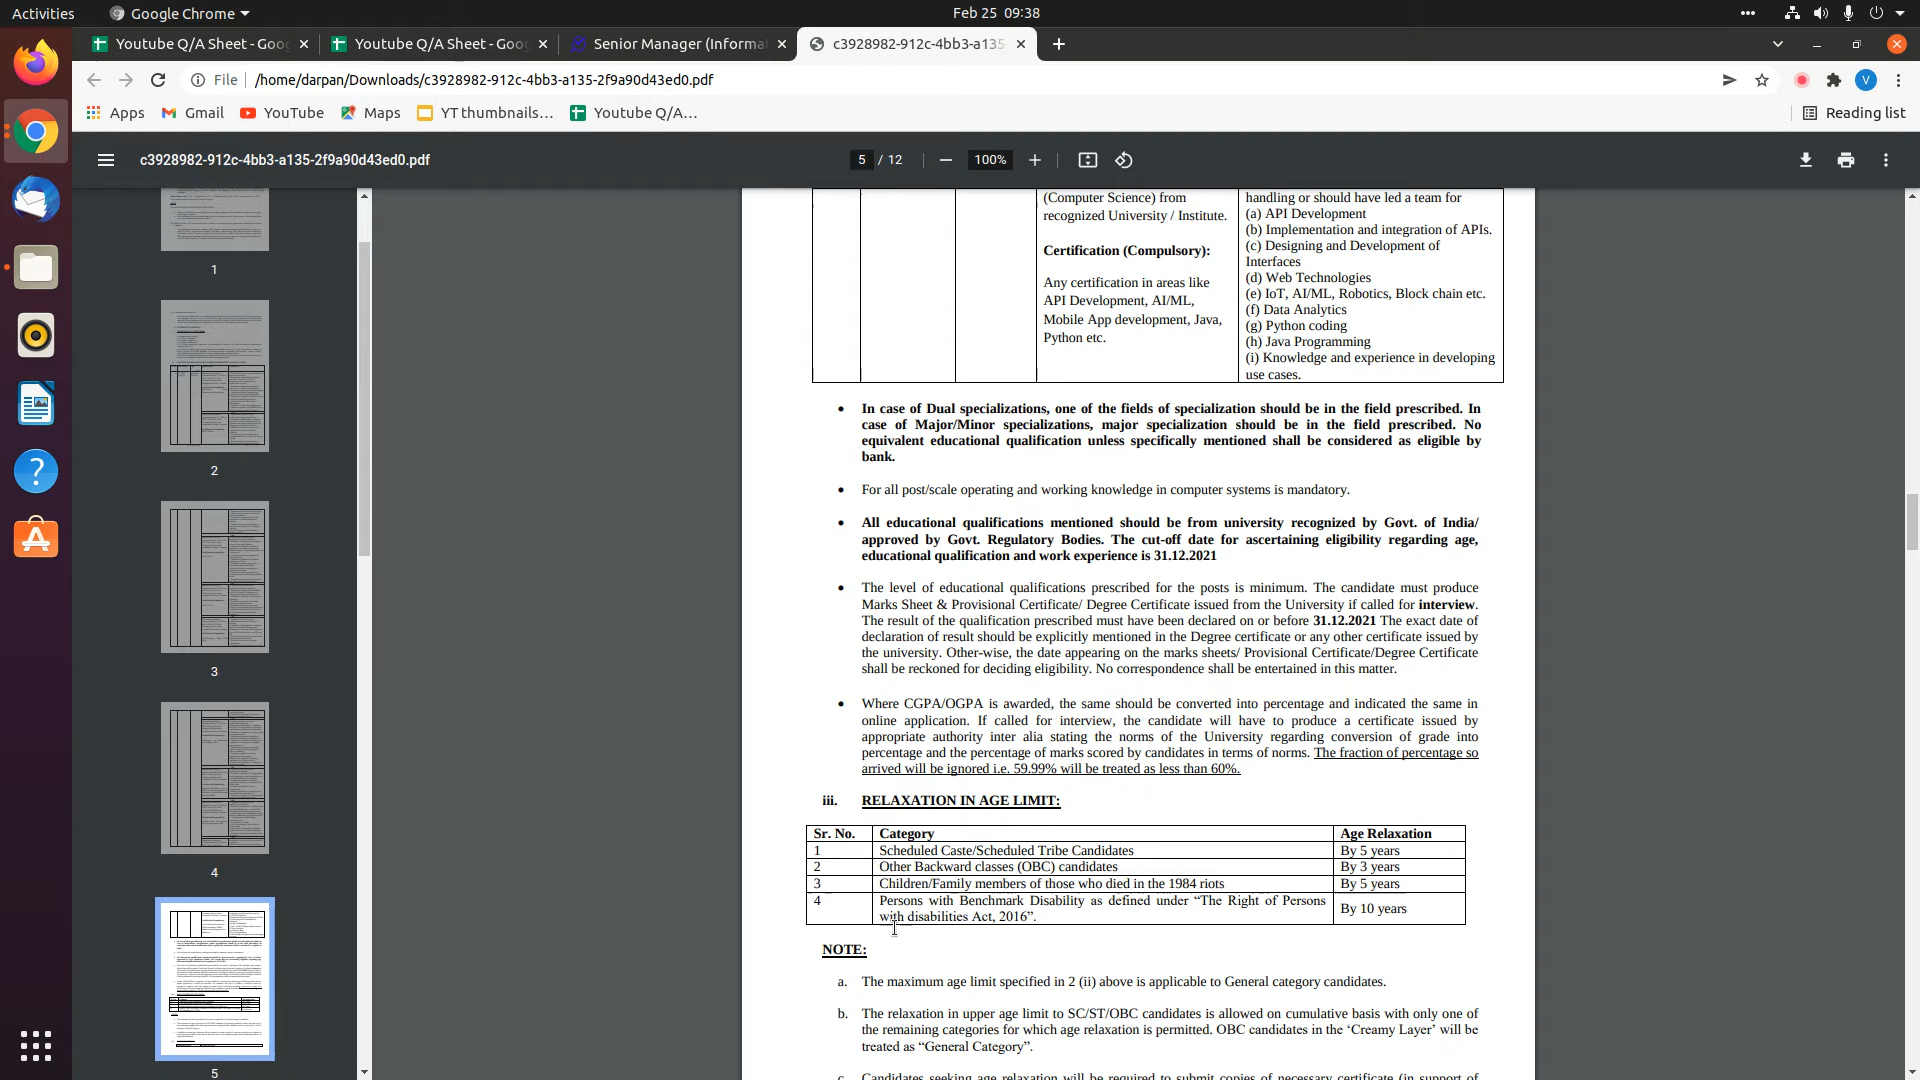 Activities
Google Chrome
Feb 25 09:38
Youtube Q/A Sheet - Goog
Youtube Q/A Sheet - Goog
Senior Manager (Informa
c3928982-912c-4bb3-a135
File
/home/darpan/Downloads/c3928982-912c-4bb3-a135-2f9a90d43ed0.pdf
V
Apps
Gmail
YouTube
Maps
YT thumbnails...
Youtube Q/A...
Reading list
c3928982-912c-4bb3-a135-2f9a90d43ed0.pdf
5 / 12
100%
1
2
3
4
5
(Computer Science) from
recognized University / Institute.
Certification (Compulsory):
Any certification in areas like
API Development, AI/ML,
Mobile App development, Java,
Python etc.
handling or should have led a team for
(a) API Development
(b) Implementation and integration of APIs.
(c) Designing and Development of
Interfaces
(d) Web Technologies
(e) IoT, AI/ML, Robotics, Block chain etc.
(f) Data Analytics
(g) Python coding
(h) Java Programming
(i) Knowledge and experience in developing
use cases.
• In case of Dual specializations, one of the fields of specialization should be in the field prescribed. In
case of Major/Minor specializations, major specialization should be in the field prescribed. No
equivalent educational qualification unless specifically mentioned shall be considered as eligible by
bank.
• For all post/scale operating and working knowledge in computer systems is mandatory.
• All educational qualifications mentioned should be from university recognized by Govt. of India/
approved by Govt. Regulatory Bodies. The cut-off date for ascertaining eligibility regarding age,
educational qualification and work experience is 31.12.2021
• The level of educational qualifications prescribed for the posts is minimum. The candidate must produce
Marks Sheet & Provisional Certificate/ Degree Certificate issued from the University if called for interview.
The result of the qualification prescribed must have been declared on or before 31.12.2021 The exact date of
declaration of result should be explicitly mentioned in the Degree certificate or any other certificate issued by
the university. Other-wise, the date appearing on the marks sheets/ Provisional Certificate/Degree Certificate
shall be reckoned for deciding eligibility. No correspondence shall be entertained in this matter.
• Where CGPA/OGPA is awarded, the same should be converted into percentage and indicated the same in
online application. If called for interview, the candidate will have to produce a certificate issued by
appropriate authority inter alia stating the norms of the University regarding conversion of grade into
percentage and the percentage of marks scored by candidates in terms of norms. The fraction of percentage so
arrived will be ignored i.e. 59.99% will be treated as less than 60%.
iii. RELAXATION IN AGE LIMIT:
Sr. No. Category Age Relaxation
1 Scheduled Caste/Scheduled Tribe Candidates By 5 years
2 Other Backward classes (OBC) candidates By 3 years
3 Children/Family members of those who died in the 1984 riots By 5 years
4 Persons with Benchmark Disability as defined under “The Right of Persons
with disabilities Act, 2016”. By 10 years
NOTE:
a. The maximum age limit specified in 2 (ii) above is applicable to General category candidates.
b. The relaxation in upper age limit to SC/ST/OBC candidates is allowed on cumulative basis with only one of
the remaining categories for which age relaxation is permitted. OBC candidates in the ‘Creamy Layer’ will be
treated as “General Category”.
c. Candidates seeking age relaxation will be required to submit copies of necessary certificate (in support of